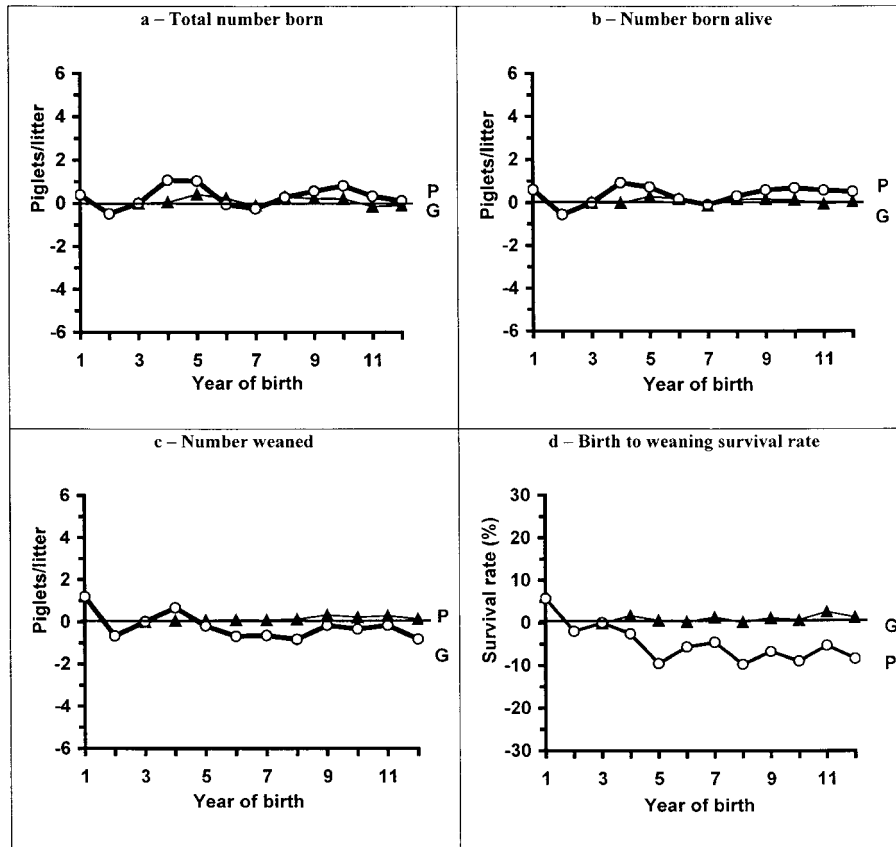 a – Total number born
6
4
2
0
-2
-4
-6
Piglets/litter
P
G
1 3 5 7 9 11
Year of birth
b – Number born alive
6
4
2
0
-2
-4
-6
Piglets/litter
P
G
1 3 5 7 9 11
Year of birth
c – Number weaned
6
4
2
0
-2
-4
-6
Piglets/litter
P
G
1 3 5 7 9 11
Year of birth
d – Birth to weaning survival rate
30
20
10
0
-10
-20
-30
Survival rate (%)
G
P
1 3 5 7 9 11
Year of birth